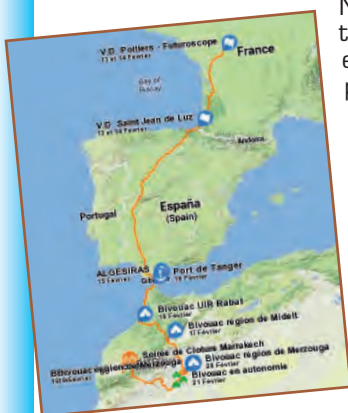 V.D. Poitiers - Futuroscope
13 et 14 Février
France
Bay of
Biscay
V.D. Saint Jean de Luz
13 et 14 Février
Andorra
España
(Spain)
Portugal
ALGESIRAS
15 Février
Port de Tanger
16 Février
Bivouac UIR Rabat
16 Février
Bivouac région de Midelt
17 Février
Soirée de Cloture Marrakech
Bivouac région de Merzouga
Bivouac en autonomie
21 Février